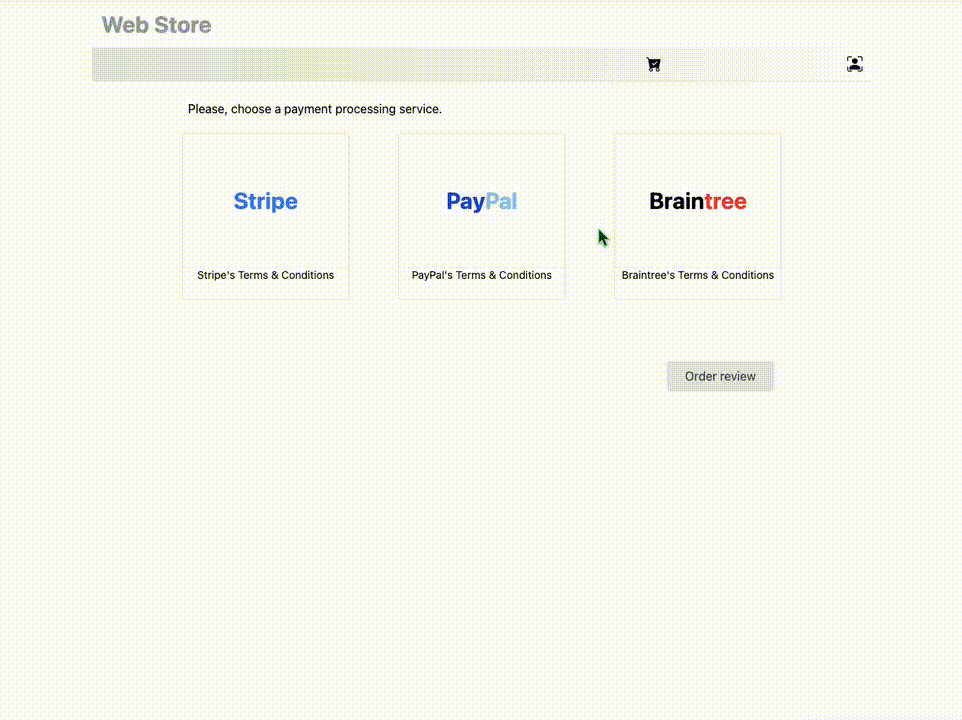 Web Store
Please, choose a payment processing service.
Stripe
PayPal
Braintree
Stripe's Terms & Conditions
PayPal's Terms & Conditions
Braintree's Terms & Conditions
Order review